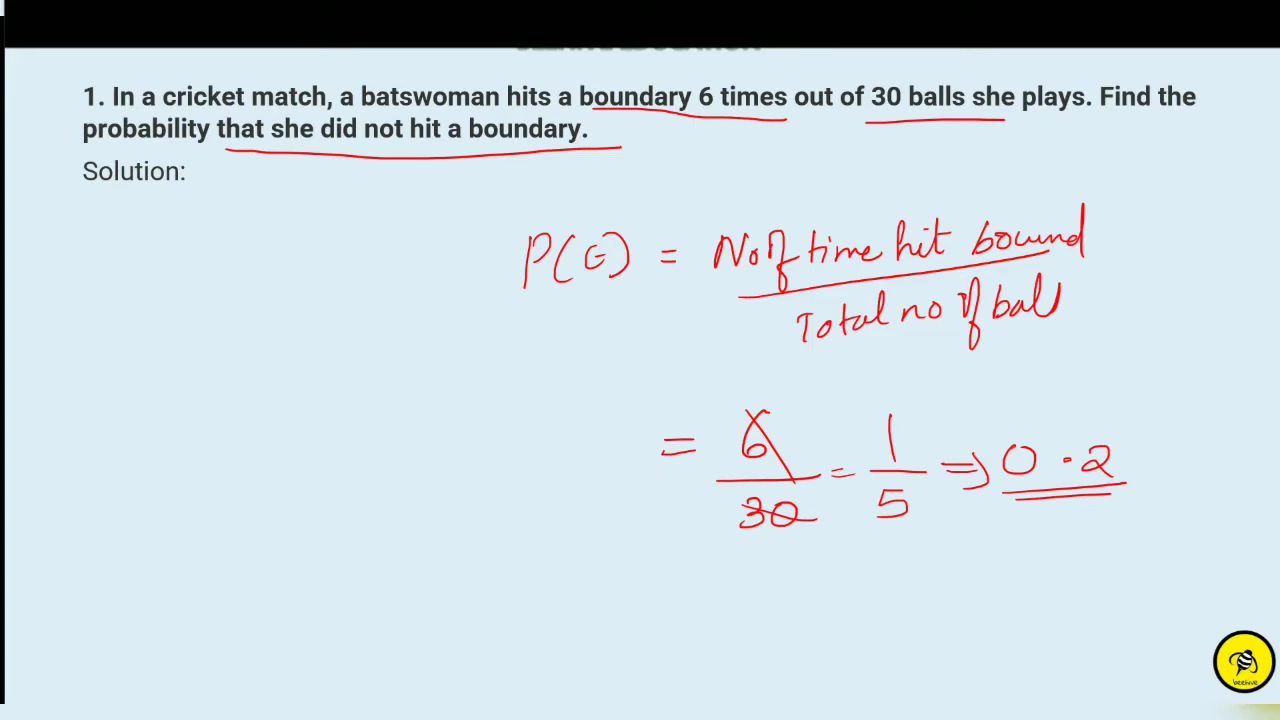 1. In a cricket match, a batswoman hits a boundary 6 times out of 30 balls she plays. Find the
probability that she did not hit a boundary.
Solution:
P(E) = No of time hit bound
Total no of ball
= 6/30 = 1/5 => 0.2
beehive